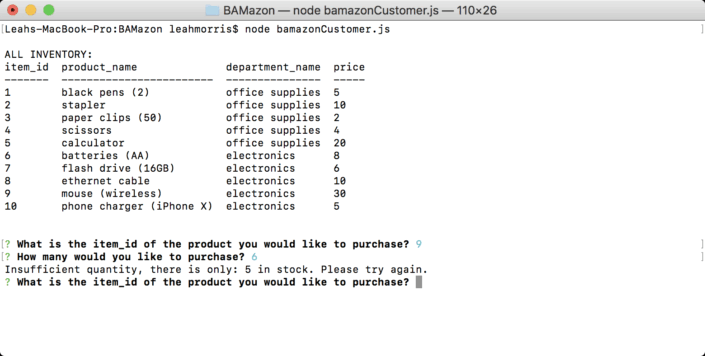 BAMazon — node bamazonCustomer.js — 110×26
[Leahs-MacBook-Pro:BAMazon leahmorris$ node bamazonCustomer.js ]
ALL INVENTORY:
item_id  product_name              department_name  price
-------  ------------------------  ---------------  -----
1        black pens (2)            office supplies  5
2        stapler                   office supplies  10
3        paper clips (50)          office supplies  2
4        scissors                  office supplies  4
5        calculator                office supplies  20
6        batteries (AA)            electronics      8
7        flash drive (16GB)        electronics      6
8        ethernet cable            electronics      10
9        mouse (wireless)          electronics      30
10       phone charger (iPhone X)  electronics      5
[? What is the item_id of the product you would like to purchase? 9 ]
[? How many would you like to purchase? 6 ]
Insufficient quantity, there is only: 5 in stock. Please try again.
? What is the item_id of the product you would like to purchase?